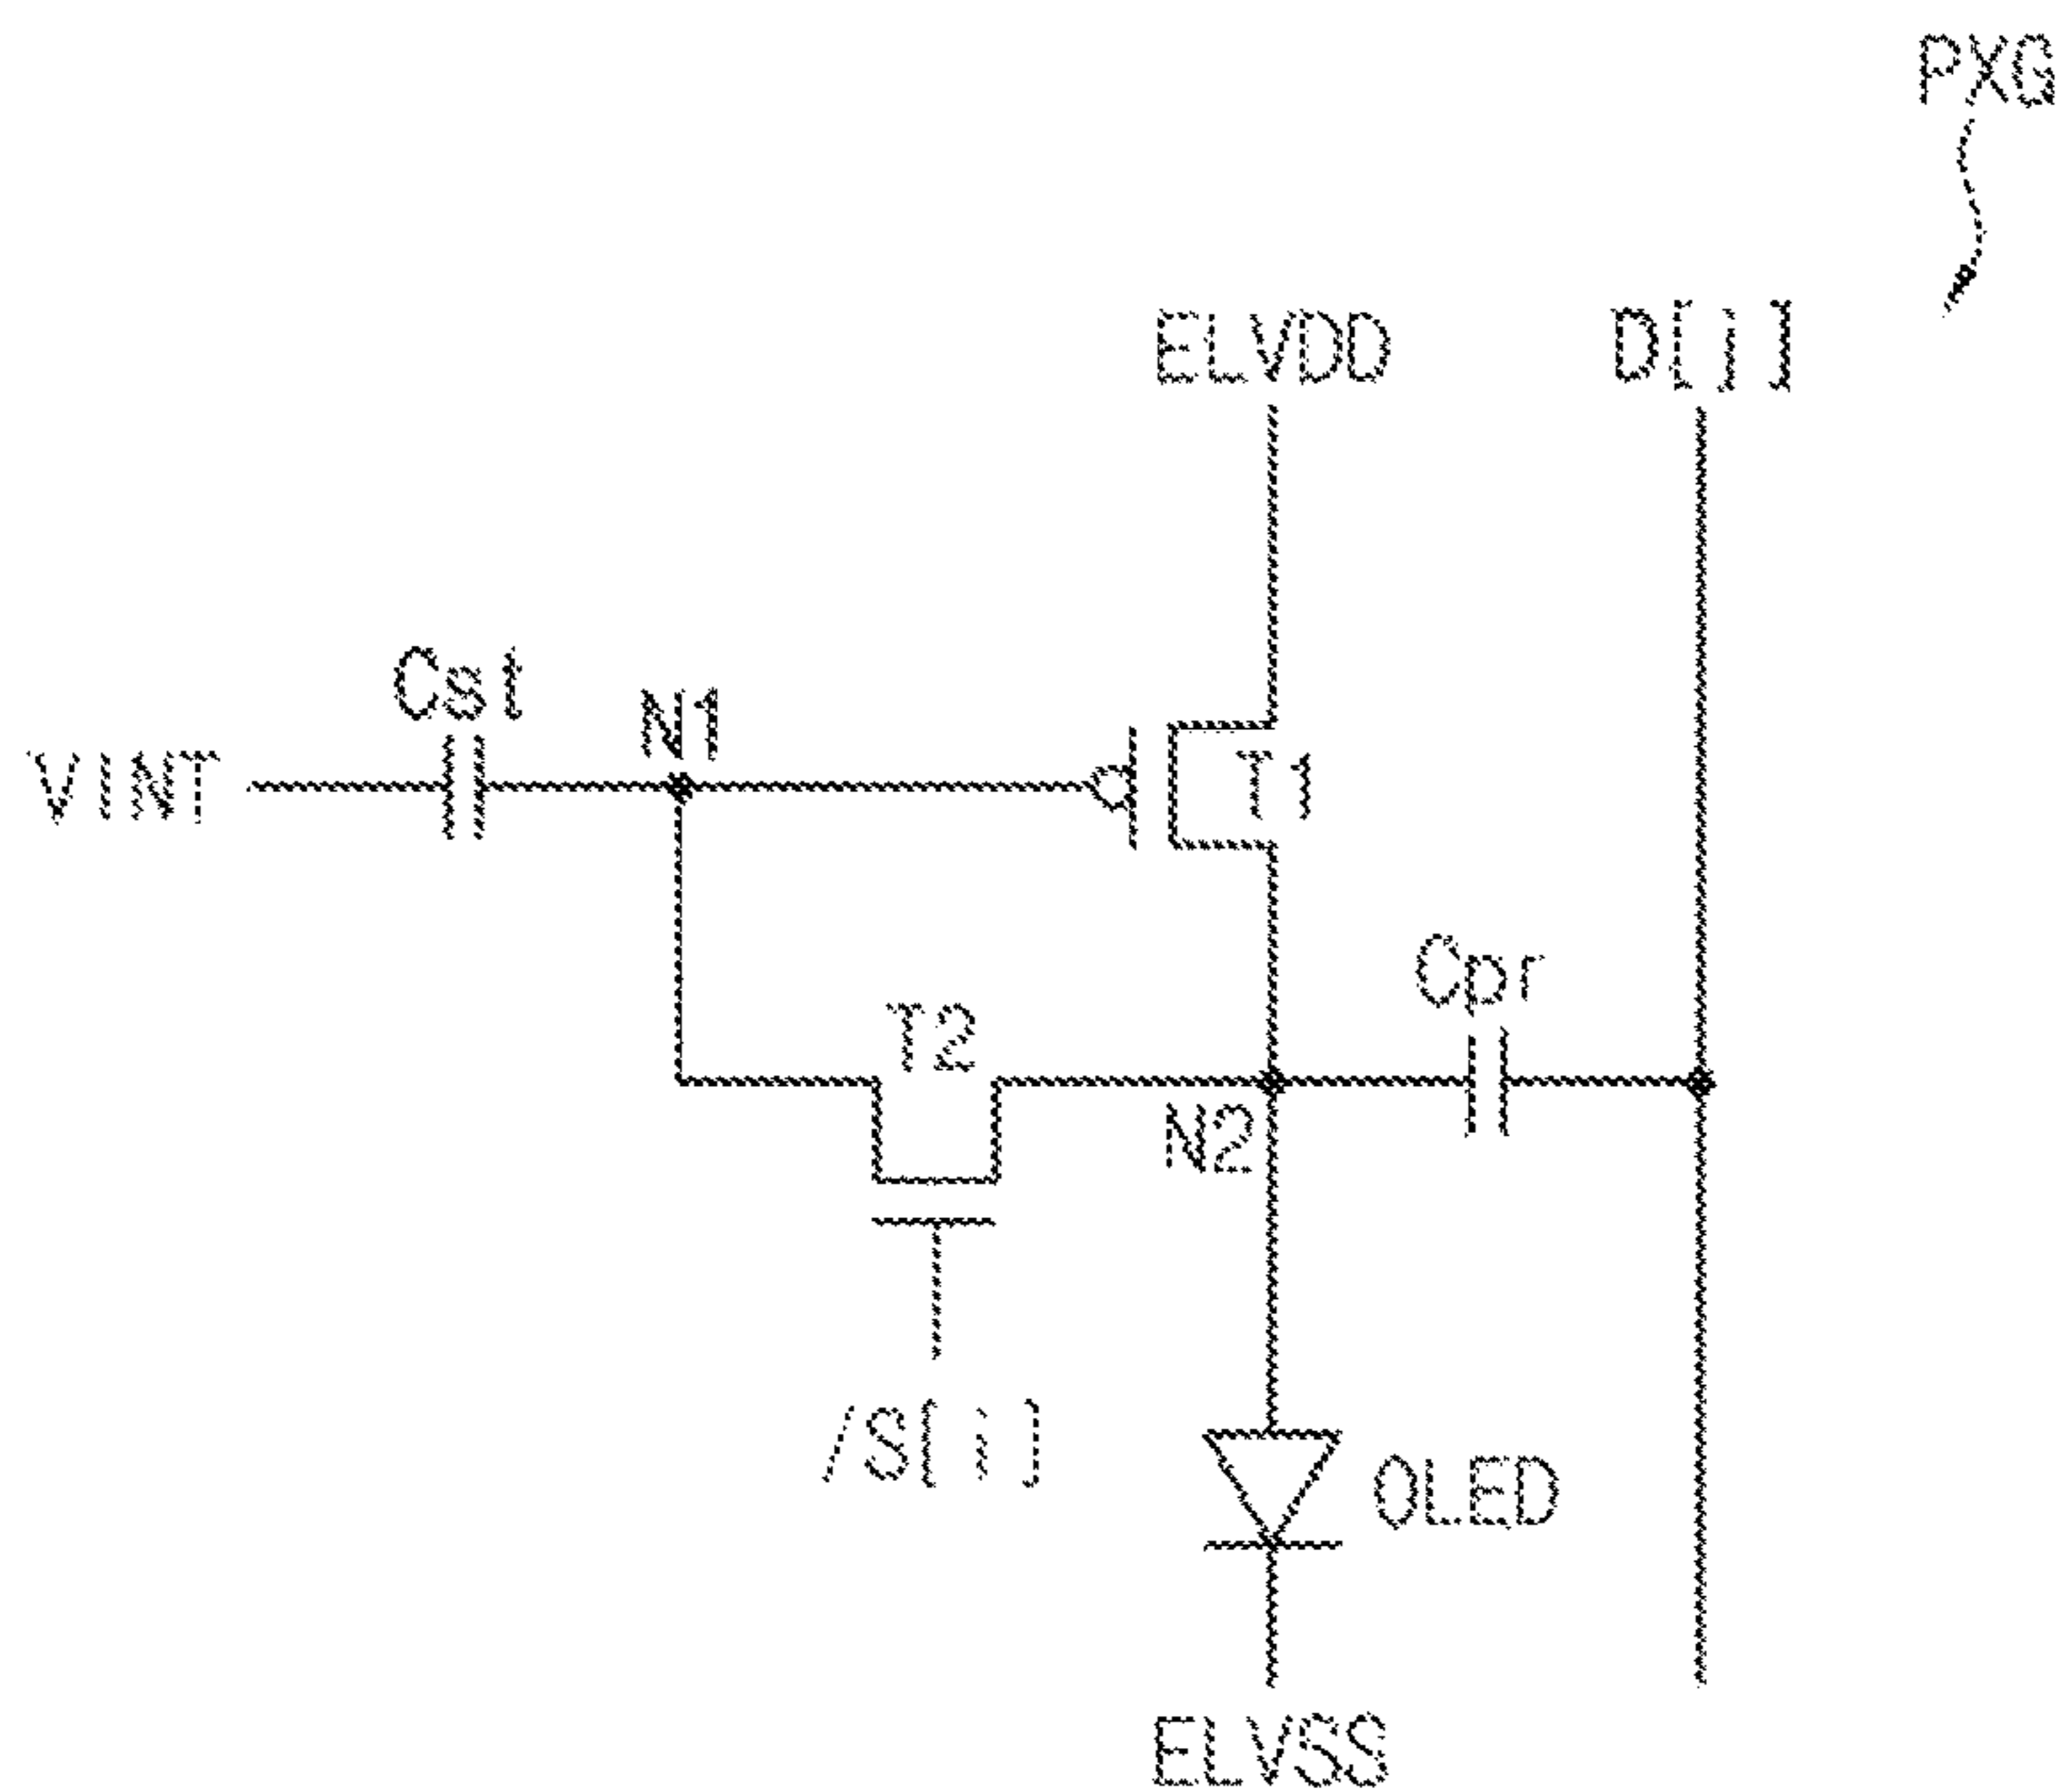 PXG
ELVDD
D[j]
Cst
N1
VINT
T1
Cpr
T2
N2
/S[i]
OLED
ELVSS